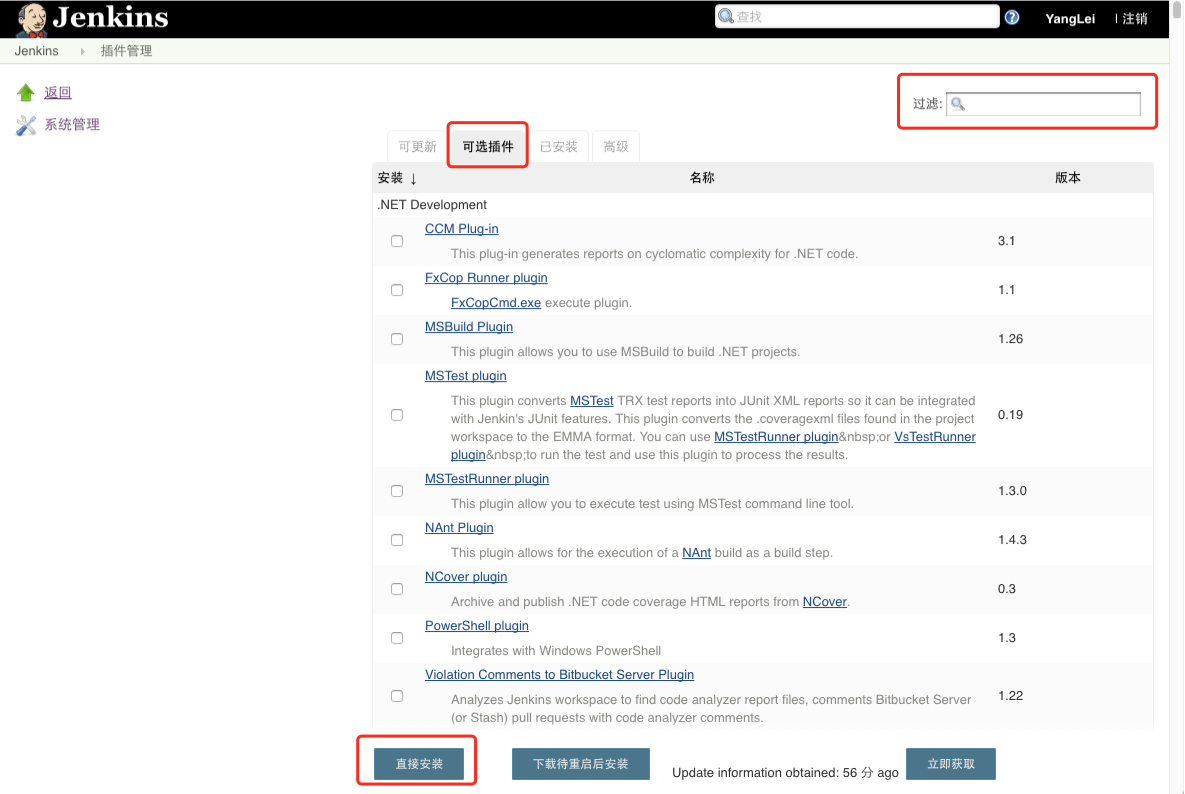 Jenkins
查找
YangLei
| 注销
Jenkins
插件管理
返回
系统管理
过滤:
可更新
可选插件
已安装
高级
安装 ↓
名称
版本
.NET Development
CCM Plug-in
This plug-in generates reports on cyclomatic complexity for .NET code.
3.1
FxCop Runner plugin
FxCopCmd.exe execute plugin.
1.1
MSBuild Plugin
This plugin allows you to use MSBuild to build .NET projects.
1.26
MSTest plugin
This plugin converts MSTest TRX test reports into JUnit XML reports so it can be integrated
with Jenkin's JUnit features. This plugin converts the .coveragexml files found in the project
workspace to the EMMA format. You can use MSTestRunner plugin&nbsp;or VsTestRunner
plugin&nbsp;to run the test and use this plugin to process the results.
0.19
MSTestRunner plugin
This plugin allow you to execute test using MSTest command line tool.
1.3.0
NAnt Plugin
This plugin allows for the execution of a NAnt build as a build step.
1.4.3
NCover plugin
Archive and publish .NET code coverage HTML reports from NCover.
0.3
PowerShell plugin
Integrates with Windows PowerShell
1.3
Violation Comments to Bitbucket Server Plugin
Analyzes Jenkins workspace to find code analyzer report files, comments Bitbucket Server
(or Stash) pull requests with code analyzer comments.
1.22
直接安装
下载待重启后安装
Update information obtained: 56 分 ago
立即获取